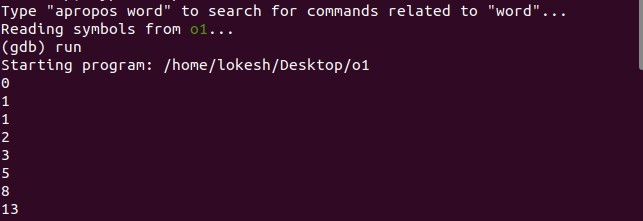 Type "apropos word" to search for commands related to "word"...
Reading symbols from o1...
(gdb) run
Starting program: /home/lokesh/Desktop/o1
0
1
1
2
3
5
8
13